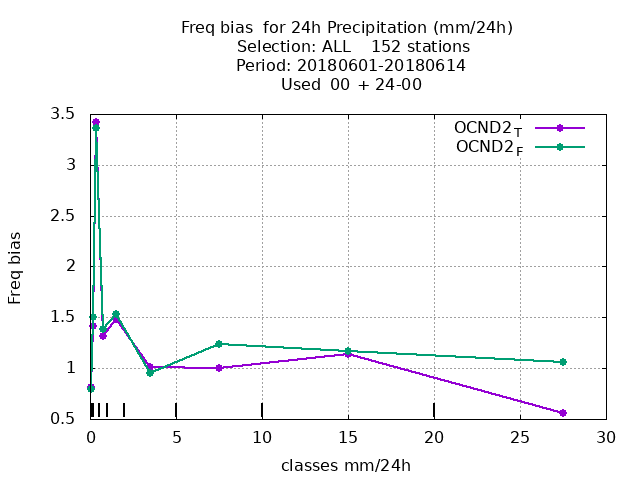 Freq bias  for 24h Precipitation (mm/24h)
Selection: ALL    152 stations
Period: 20180601-20180614
Used  00 + 24-00
OCND2_T
OCND2_F
3.5
3
2.5
2
1.5
1
0.5
Freq bias
0 5 10 15 20 25 30
classes mm/24h